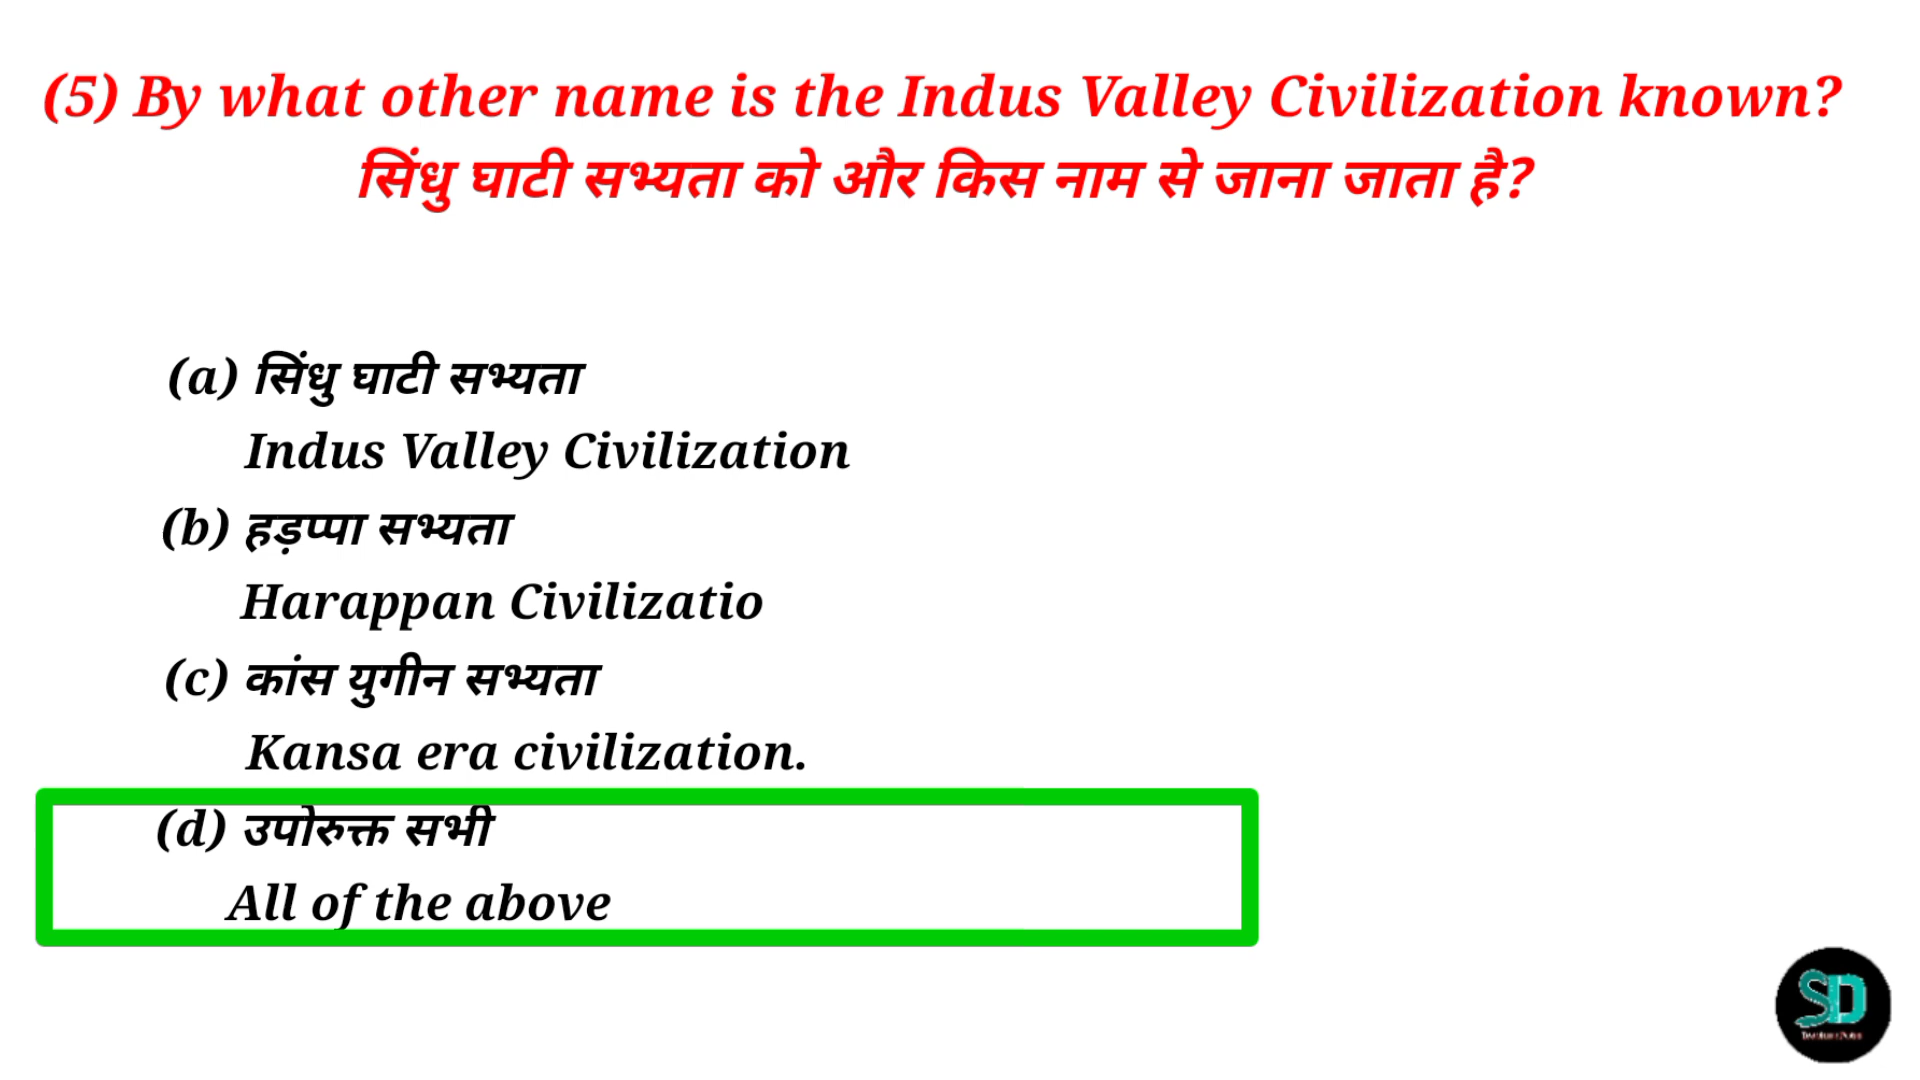 (5) By what other name is the Indus Valley Civilization known?
सिंधु घाटी सभ्यता को और किस नाम से जाना जाता है?
(a) सिंधु घाटी सभ्यता
Indus Valley Civilization
(b) हड़प्पा सभ्यता
Harappan Civilizatio
(c) कांस युगीन सभ्यता
Kansa era civilization.
(d) उपोरुक्त सभी
All of the above
SD